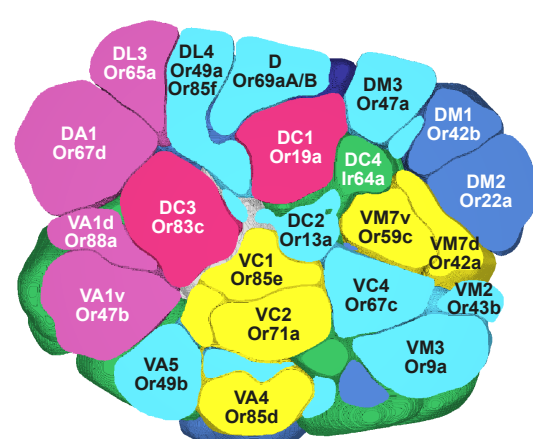 DL3
Or65a
DL4
Or49a
Or85f
D
Or69aA/B
DM3
Or47a
DM1
Or42b
DA1
Or67d
DC1
Or19a
DC4
Ir64a
DM2
Or22a
DC3
Or83c
VA1d
Or88a
DC2
Or13a
VM7v
Or59c
VM7d
Or42a
VC1
Or85e
VA1v
Or47b
VC4
Or67c
VM2
Or43b
VC2
Or71a
VA5
Or49b
VM3
Or9a
VA4
Or85d